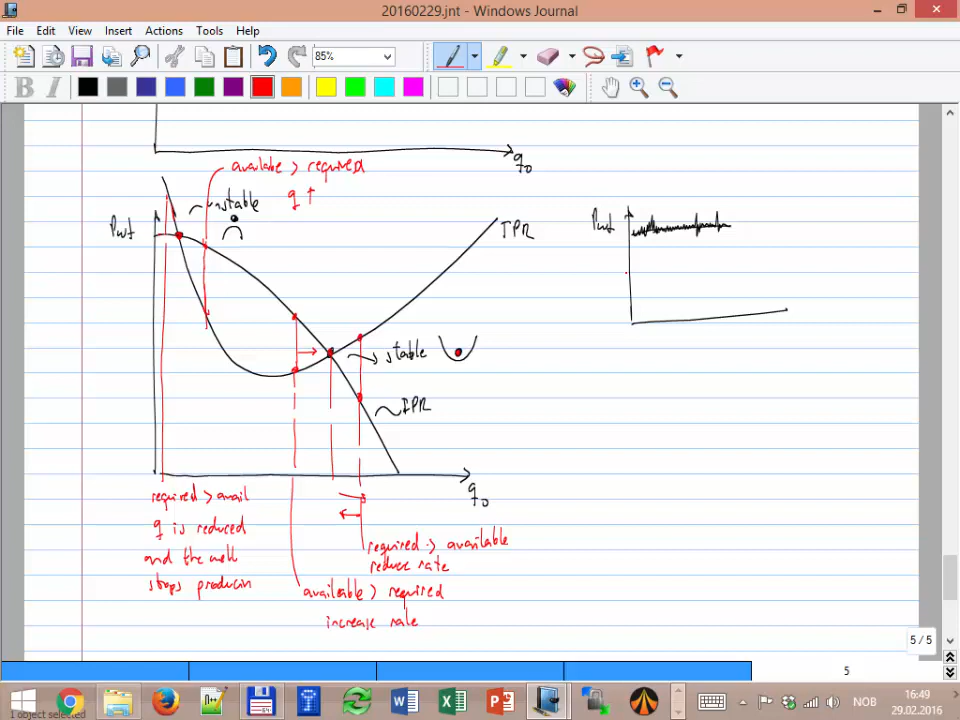 20160229.jnt - Windows Journal
File Edit View Insert Actions Tools Help
85%
B I
q₀
available > required
q ↑
unstable
Pwf
TPR
stable
IPR
q₀
required > avail
q is reduced
and the well
stops producin
required > available
reduce rate
available > required
increase rate
Pwf
5 / 5
5
NOB
16:49
29.02.2016
1 object selected